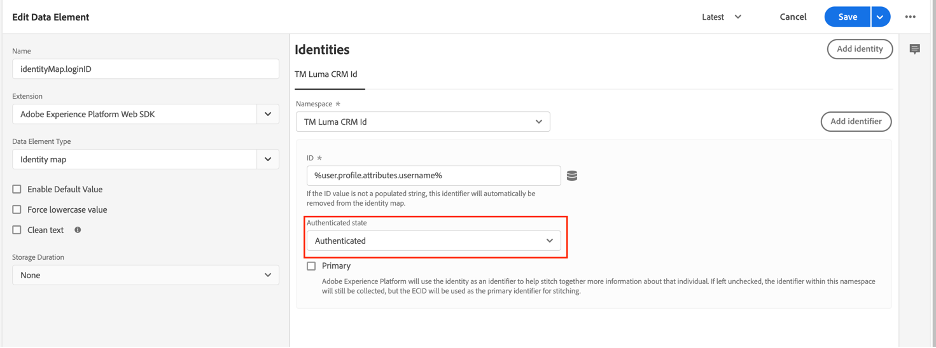 Edit Data Element
Latest
Cancel
Save
Name
identityMap.loginID
Extension
Adobe Experience Platform Web SDK
Data Element Type
Identity map
Enable Default Value
Force lowercase value
Clean text
Storage Duration
None
Identities
Add identity
TM Luma CRM Id
Namespace *
TM Luma CRM Id
Add identifier
ID *
%user.profile.attributes.username%
If the ID value is not a populated string, this identifier will automatically be
removed from the identity map.
Authenticated state
Authenticated
Primary
Adobe Experience Platform will use the identity as an identifier to help stitch together more information about that individual. If left unchecked, the identifier within this namespace
will still be collected, but the ECID will be used as the primary identifier for stitching.